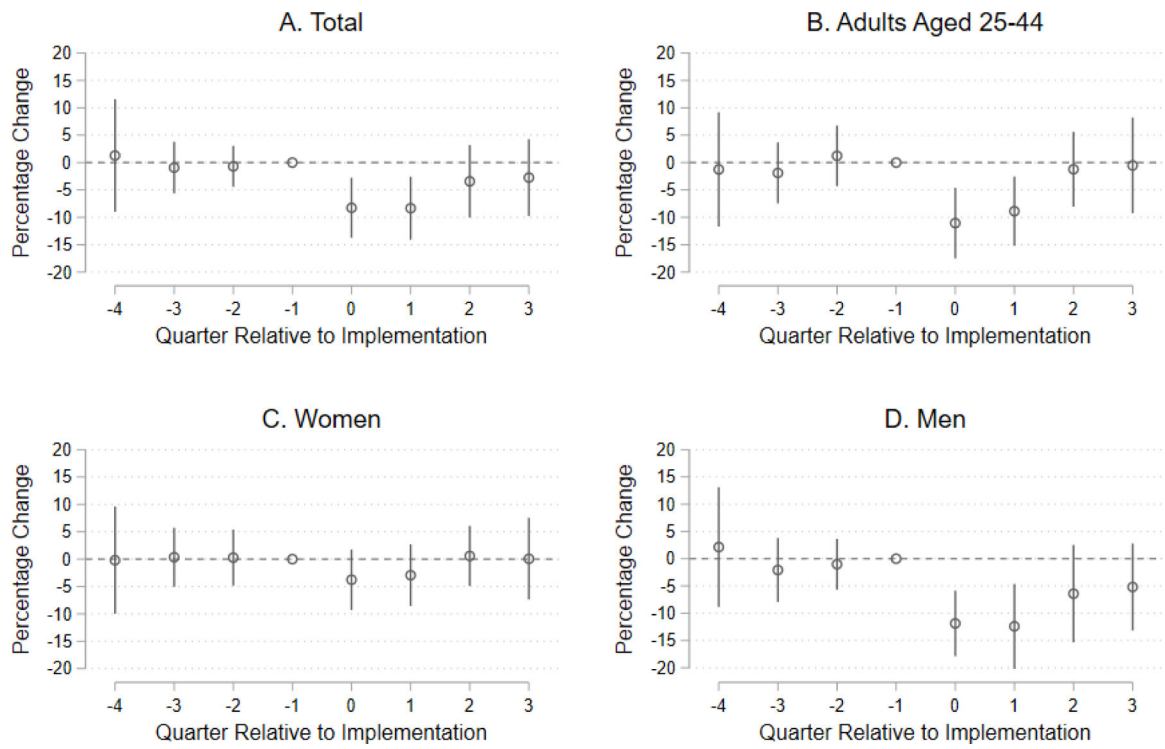 A. Total
Percentage Change
20
15
10
5
0
-5
-10
-15
-20
-4 -3 -2 -1 0 1 2 3
Quarter Relative to Implementation
B. Adults Aged 25-44
Percentage Change
20
15
10
5
0
-5
-10
-15
-20
-4 -3 -2 -1 0 1 2 3
Quarter Relative to Implementation
C. Women
Percentage Change
20
15
10
5
0
-5
-10
-15
-20
-4 -3 -2 -1 0 1 2 3
Quarter Relative to Implementation
D. Men
Percentage Change
20
15
10
5
0
-5
-10
-15
-20
-4 -3 -2 -1 0 1 2 3
Quarter Relative to Implementation